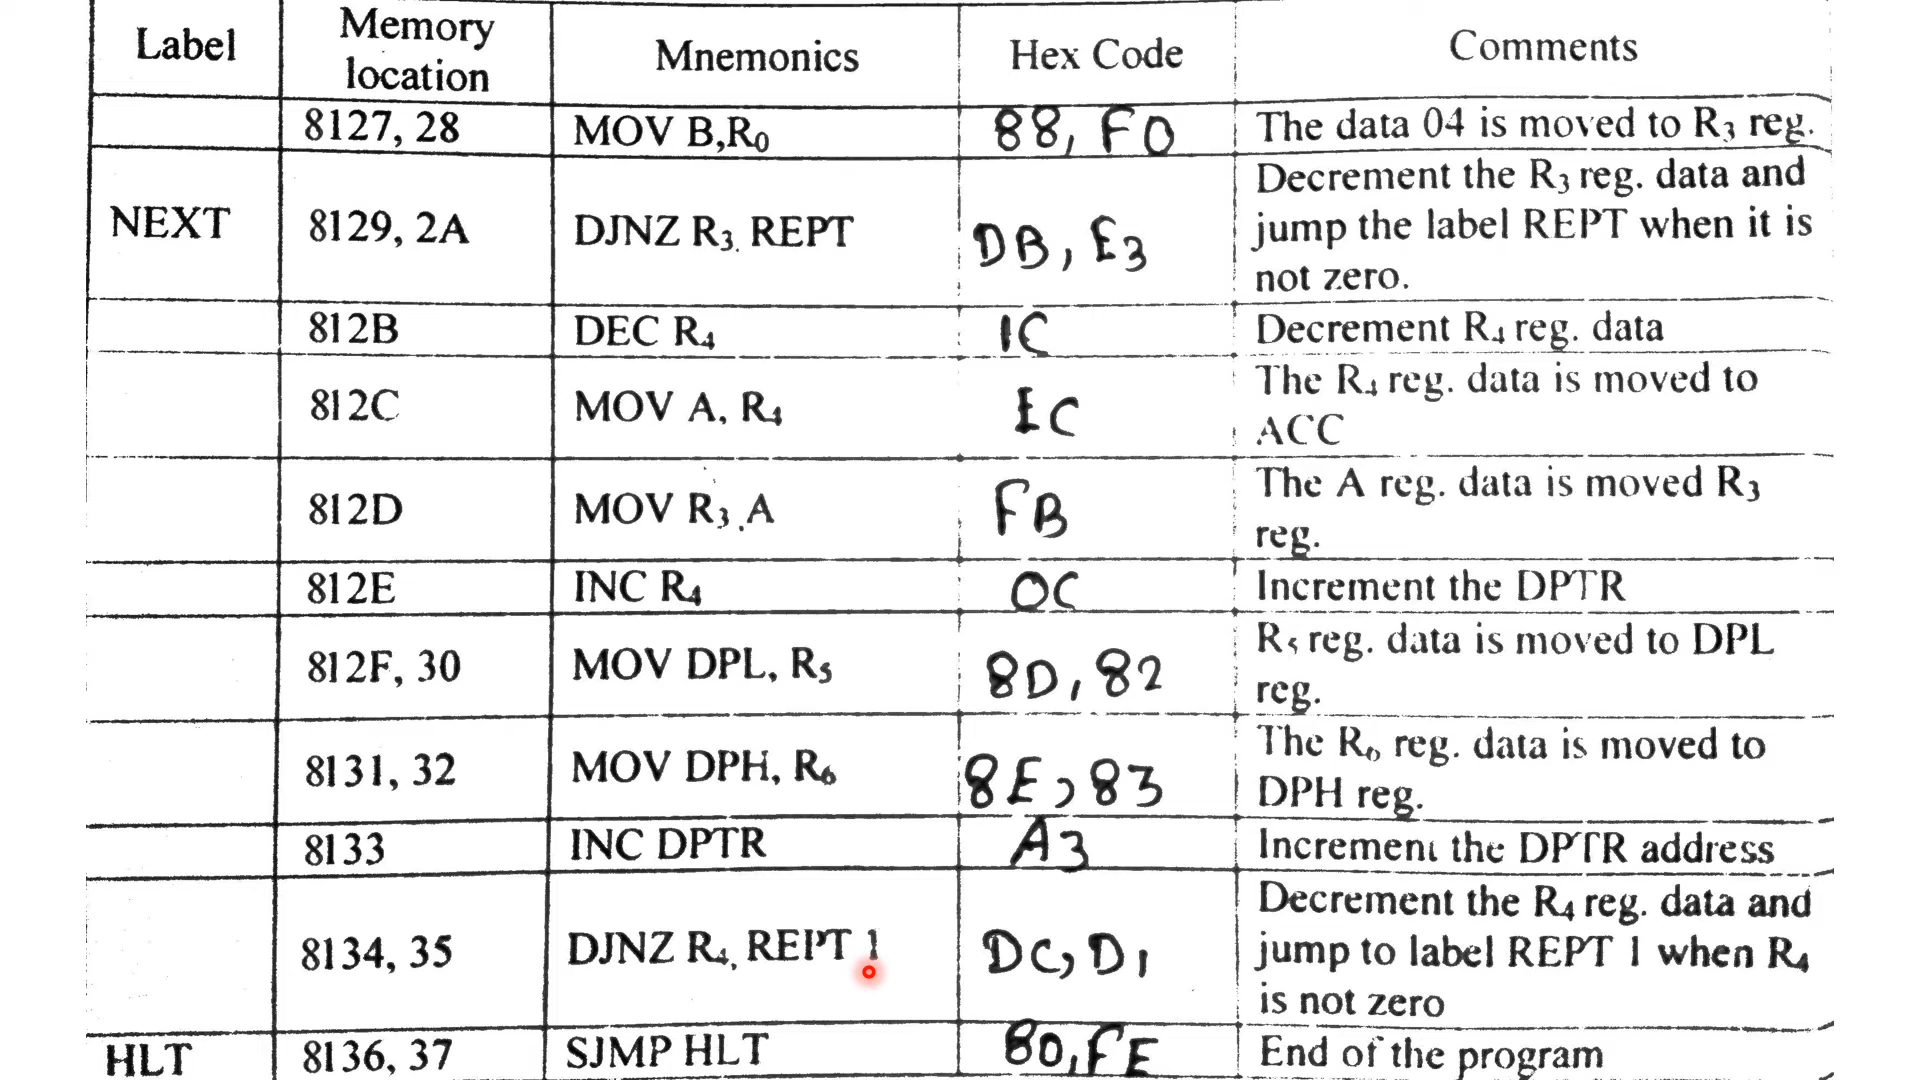 Label
Memory
location
Mnemonics
Hex Code
Comments
8127, 28
MOV B,R0
88, F0
The data 04 is moved to R3 reg.
NEXT
8129, 2A
DJNZ R3, REPT
DB, E3
Decrement the R3 reg. data and
jump the label REPT when it is
not zero.
812B
DEC R4
1C
Decrement R4 reg. data
812C
MOV A, R4
EC
The R4 reg. data is moved to
ACC
812D
MOV R3, A
FB
The A reg. data is moved R3
reg.
812E
INC R4
0C
Increment the DPTR
812F, 30
MOV DPL, R5
8D, 82
R5 reg. data is moved to DPL
reg.
8131, 32
MOV DPH, R6
8E, 83
The R6 reg. data is moved to
DPH reg.
8133
INC DPTR
A3
Increment the DPTR address
8134, 35
DJNZ R4, REPT 1
DC, D1
Decrement the R4 reg. data and
jump to label REPT 1 when R4
is not zero
HLT
8136, 37
SJMP HLT
80, FE
End of the program